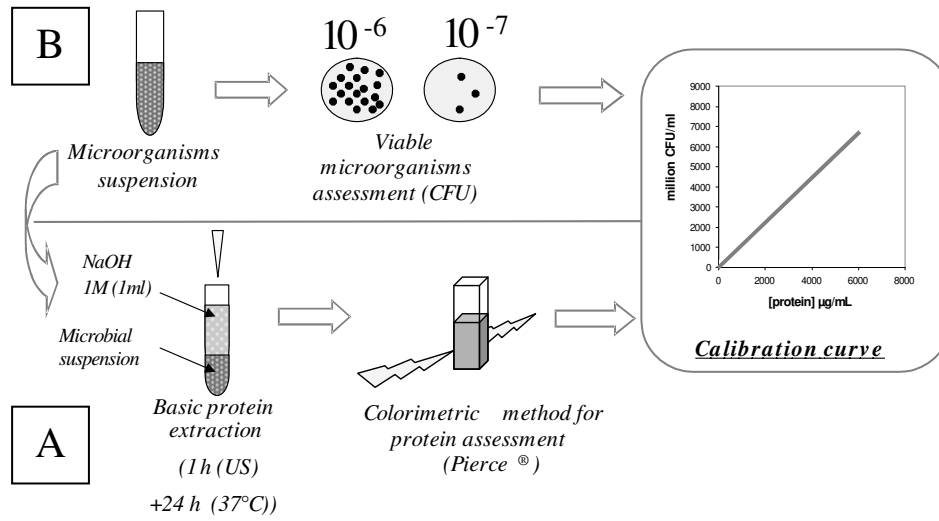 B
10-6
10-7
Microorganisms
suspension
Viable
microorganisms
assessment (CFU)
million CFU/ml
9000
8000
7000
6000
5000
4000
3000
2000
1000
0
0 2000 4000 6000 8000
[protein] µg/mL
Calibration curve
NaOH
1M (1ml)
Microbial
suspension
Basic protein
extraction
(1h (US)
+24 h (37°C))
Colorimetric method for
protein assessment
(Pierce ®)
A